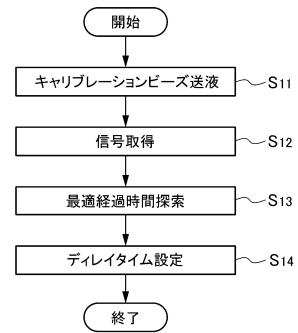 開始
キャリブレーションビーズ送液 S11
信号取得 S12
最適経過時間探索 S13
ディレイタイム設定 S14
終了